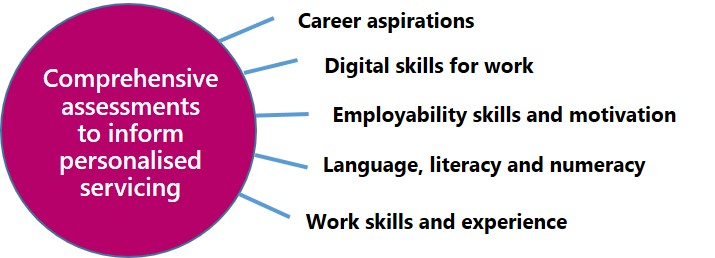 Comprehensive
assessments
to inform
personalised
servicing
Career aspirations
Digital skills for work
Employability skills and motivation
Language, literacy and numeracy
Work skills and experience